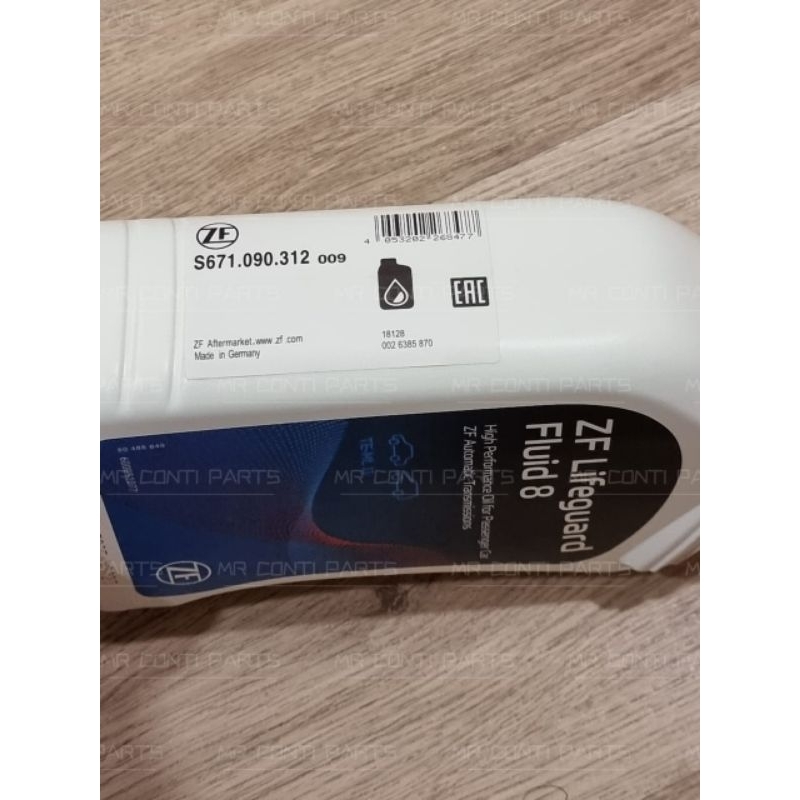 ZF
S671.090.312 009
4 053202 268477
EAC
ZF Aftermarket.www.zf.com
Made in Germany
18128
002 6385 870
ZF Lifeguard
Fluid 8
High Performance Oil for Passenger Car
ZF Automatic Transmissions
ZF
MR CONTI PARTS